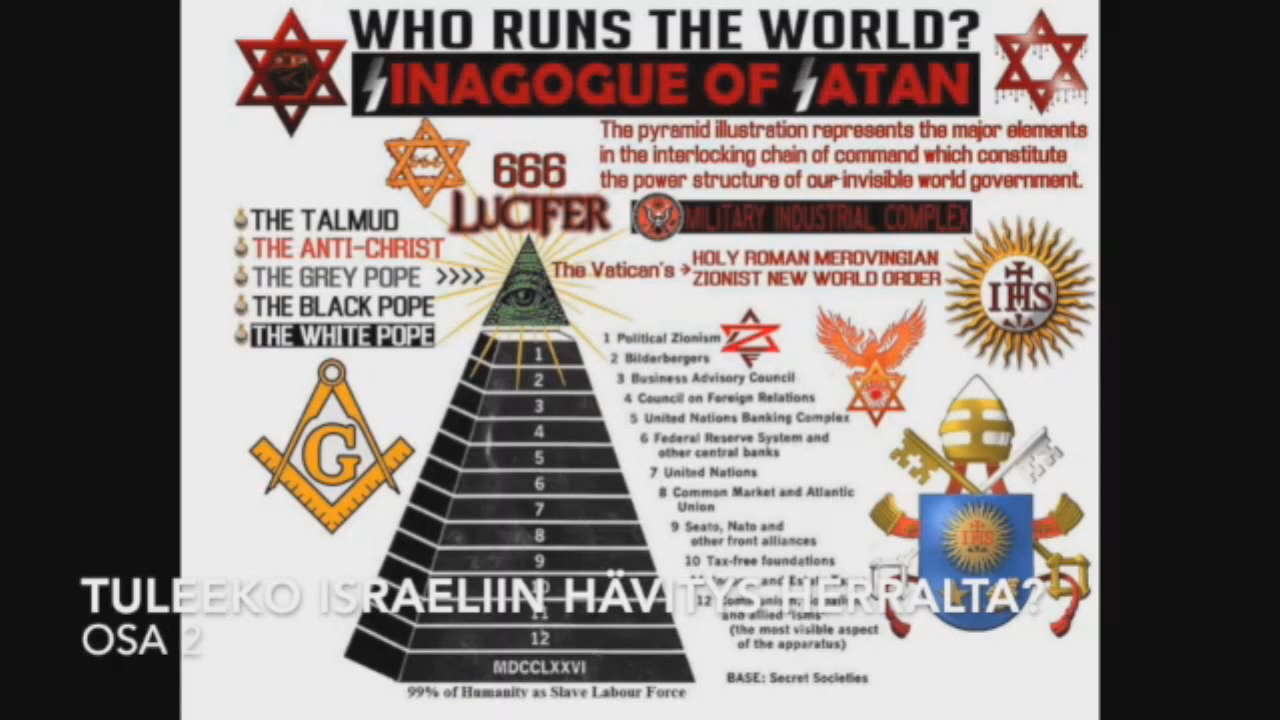 WHO RUNS THE WORLD?
SINAGOGUE OF SATAN
The pyramid illustration represents the major elements
in the interlocking chain of command which constitute
the power structure of our invisible world government.
666
LUCIFER
MILITARY INDUSTRIAL COMPLEX
THE TALMUD
THE ANTI-CHRIST
THE GREY POPE >>>>
THE BLACK POPE
THE WHITE POPE
The Vatican's → HOLY ROMAN MEROVINGIAN
ZIONIST NEW WORLD ORDER
IHS
G
1 Political Zionism
2 Bilderbergers
3 Business Advisory Council
4 Council on Foreign Relations
5 United Nations Banking Complex
6 Federal Reserve System and
other central banks
7 United Nations
8 Common Market and Atlantic
Union
9 Seato, Nato and
other front alliances
10 Tax-free foundations
12
and allied "isms"
(the most visible aspect
of the apparatus)
BASE: Secret Societies
1
2
3
4
5
6
7
8
9
10
11
12
MDCCLXXVI
99% of Humanity as Slave Labour Force
IHS
TULEEKO ISRAELIIN HÄVITYS HERRALTA?
OSA 2